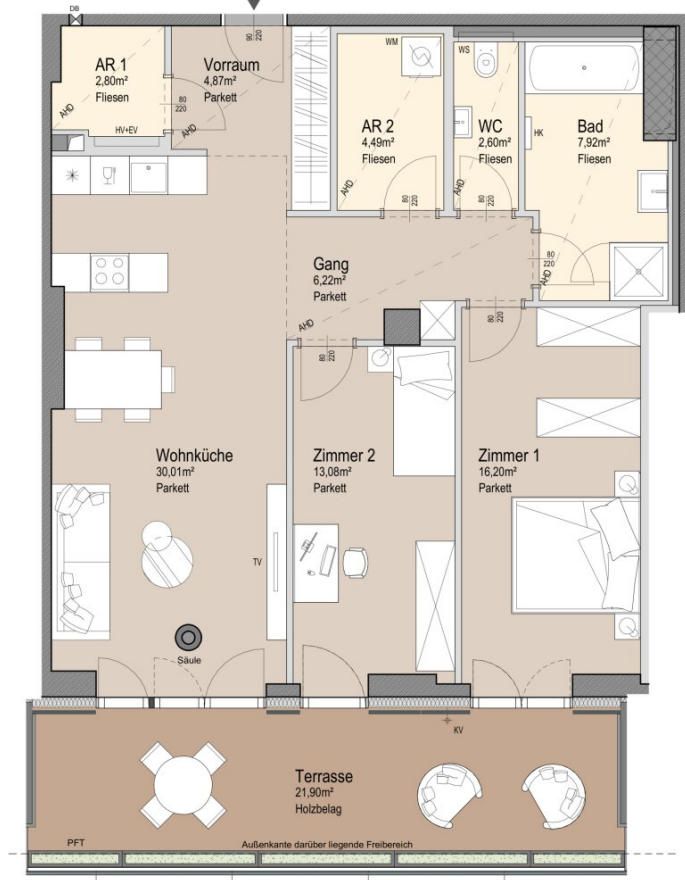 DB
90
220
AR 1
2,80m²
Fliesen
AHD
80
220
HV+EV
Vorraum
4,87m²
Parkett
AHD
WM
AR 2
4,49m²
Fliesen
AHD
80
220
WS
WC
2,60m²
Fliesen
AHD
80
220
HK
Bad
7,92m²
Fliesen
AHD
80
220
Gang
6,22m²
Parkett
AHD
80
220
80
220
Wohnküche
30,01m²
Parkett
TV
Säule
Zimmer 2
13,08m²
Parkett
Zimmer 1
16,20m²
Parkett
KV
Terrasse
21,90m²
Holzbelag
PFT
Außenkante darüber liegende Freibereich